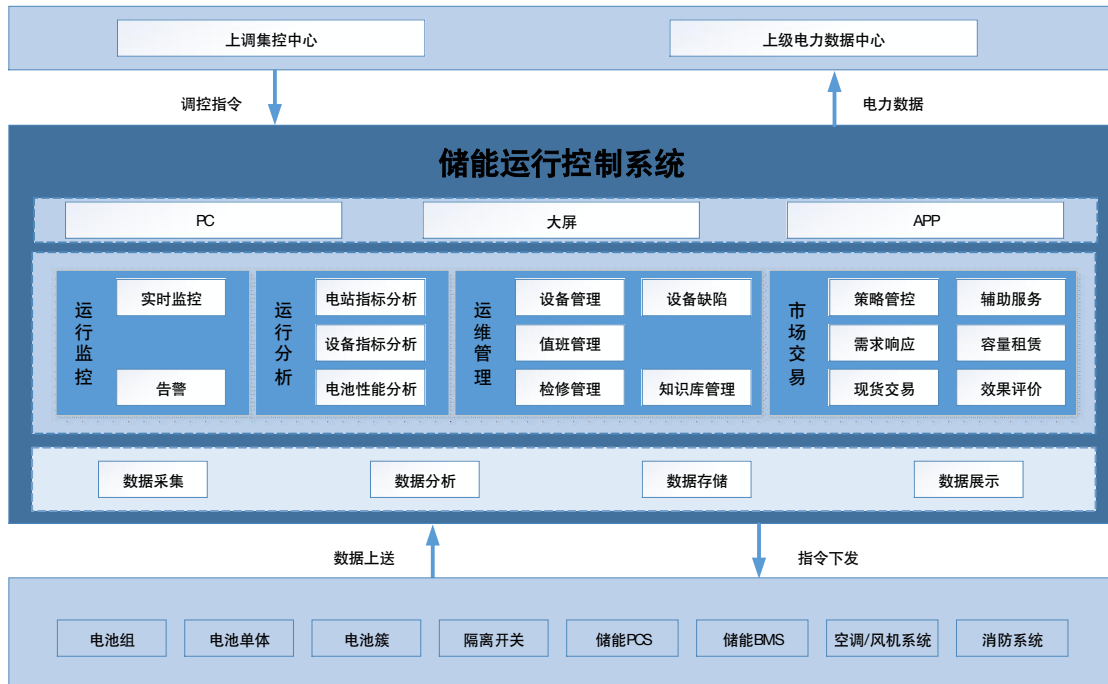 上调集控中心
上级电力数据中心
调控指令
电力数据
储能运行控制系统
PC
大屏
APP
运行监控
实时监控
告警
运行分析
电站指标分析
设备指标分析
电池性能分析
运维管理
设备管理
设备缺陷
值班管理
检修管理
知识库管理
市场交易
策略管控
辅助服务
需求响应
容量租赁
现货交易
效果评价
数据采集
数据分析
数据存储
数据展示
数据上送
指令下发
电池组
电池单体
电池簇
隔离开关
储能PCS
储能BMS
空调/风机系统
消防系统